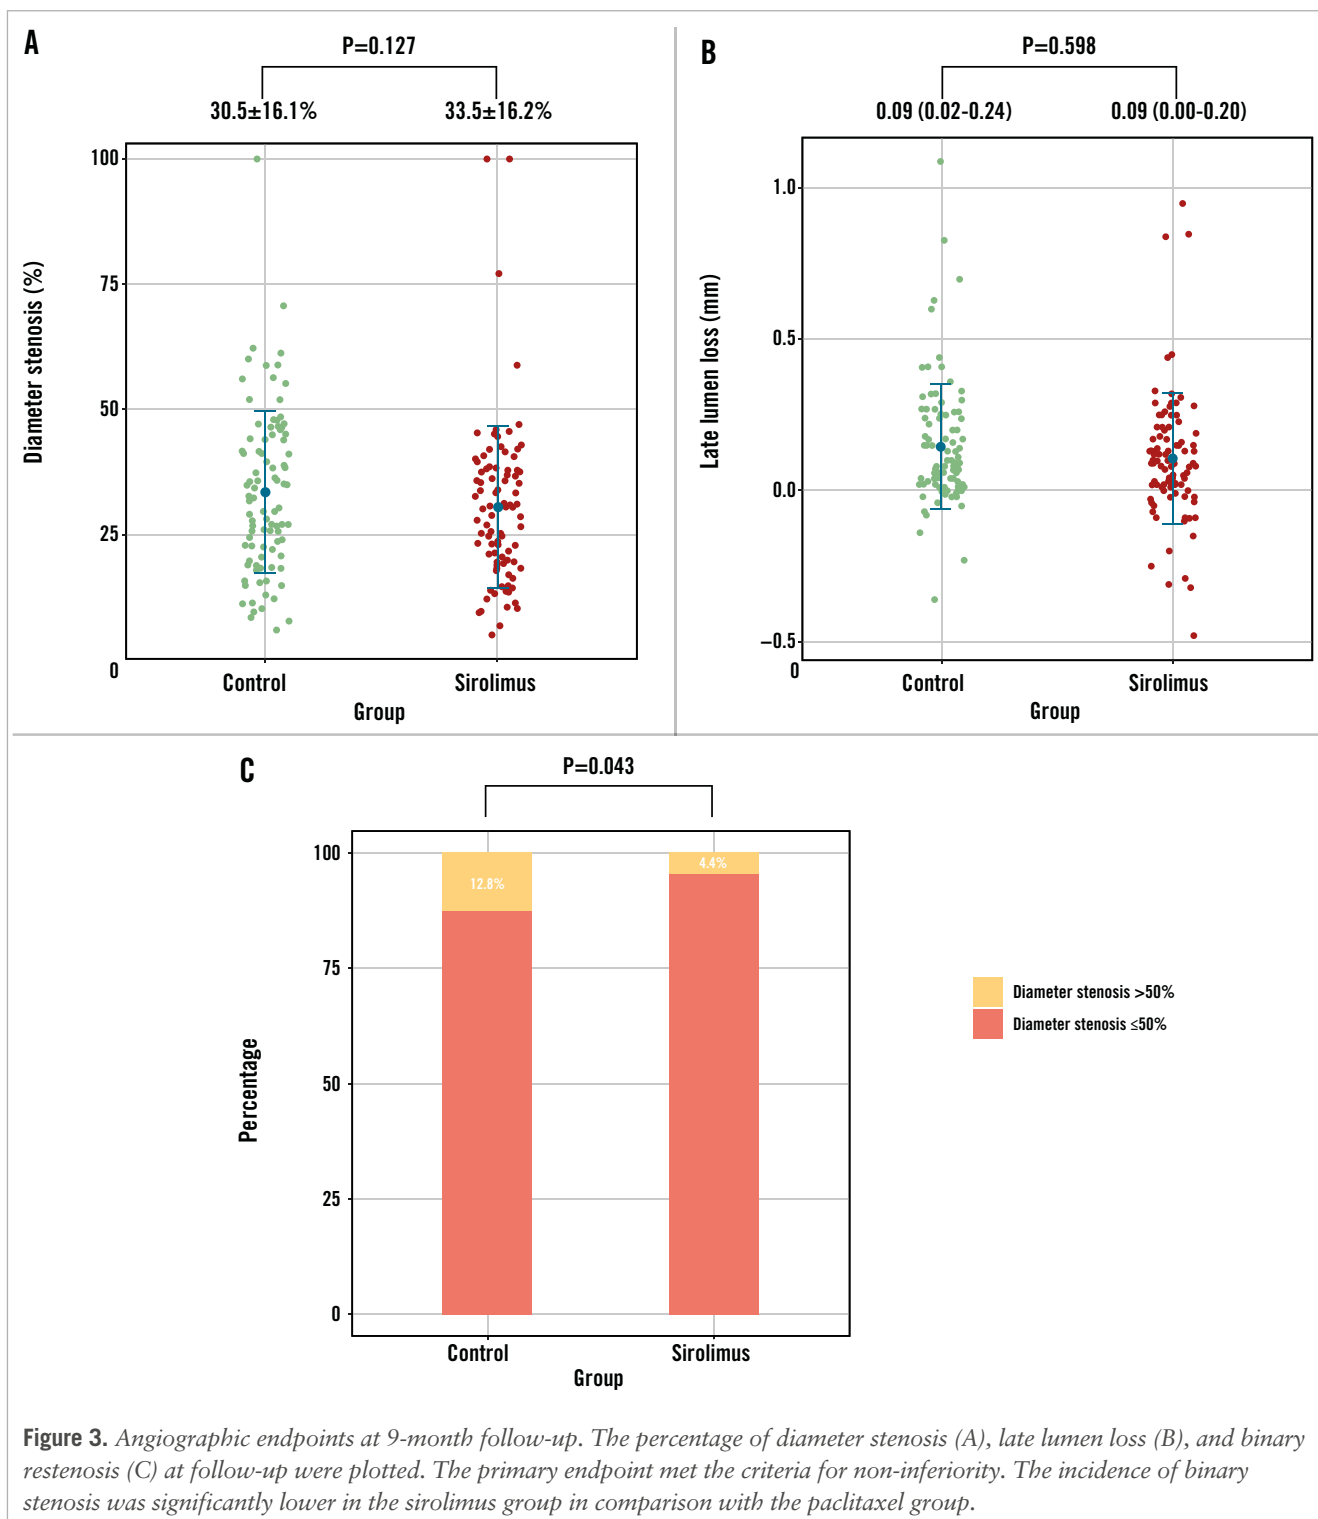 A
P=0.127
30.5±16.1%
33.5±16.2%
Diameter stenosis (%)
100
75
50
25
0
Control
Sirolimus
Group
B
P=0.598
0.09 (0.02-0.24)
0.09 (0.00-0.20)
Late lumen loss (mm)
1.0
0.5
0.0
–0.5
0
Control
Sirolimus
Group
C
P=0.043
Percentage
100
75
50
25
0
12.8%
4.4%
Control
Sirolimus
Group
Diameter stenosis >50%
Diameter stenosis ≤50%
Figure 3. Angiographic endpoints at 9-month follow-up. The percentage of diameter stenosis (A), late lumen loss (B), and binary
restenosis (C) at follow-up were plotted. The primary endpoint met the criteria for non-inferiority. The incidence of binary
stenosis was significantly lower in the sirolimus group in comparison with the paclitaxel group.